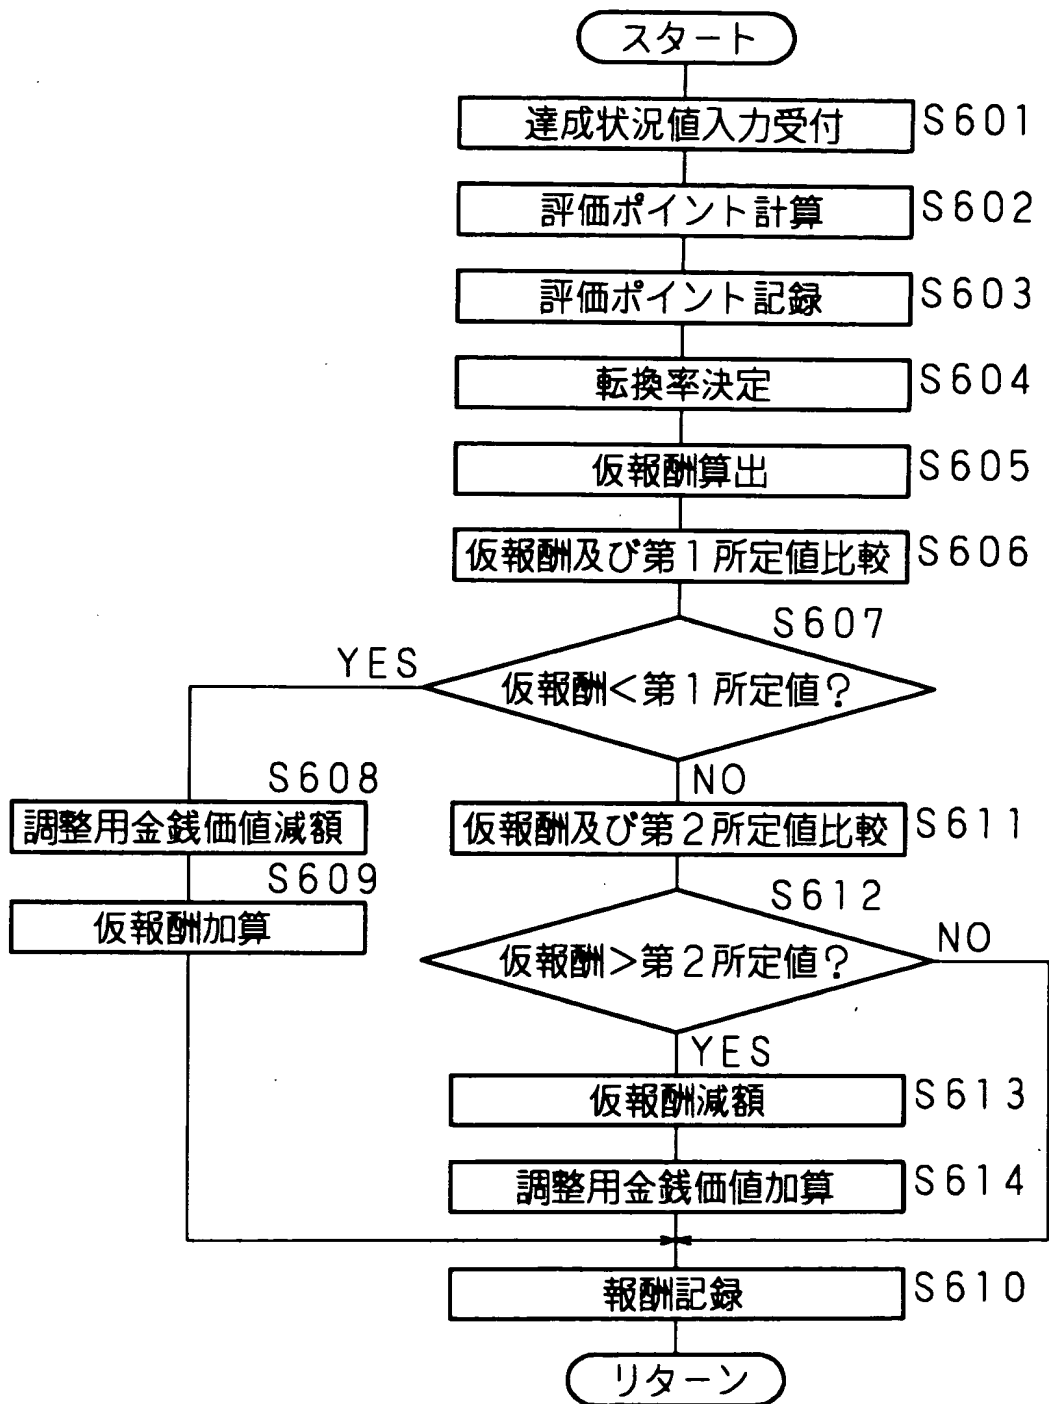 スタート
達成状況値入力受付 S601
評価ポイント計算 S602
評価ポイント記録 S603
転換率決定 S604
仮報酬算出 S605
仮報酬及び第1所定値比較 S606
S607
YES
仮報酬<第1所定値?
NO
S608
調整用金銭価値減額
S609
仮報酬加算
仮報酬及び第2所定値比較 S611
S612
仮報酬>第2所定値?
NO
YES
仮報酬減額 S613
調整用金銭価値加算 S614
報酬記録 S610
リターン